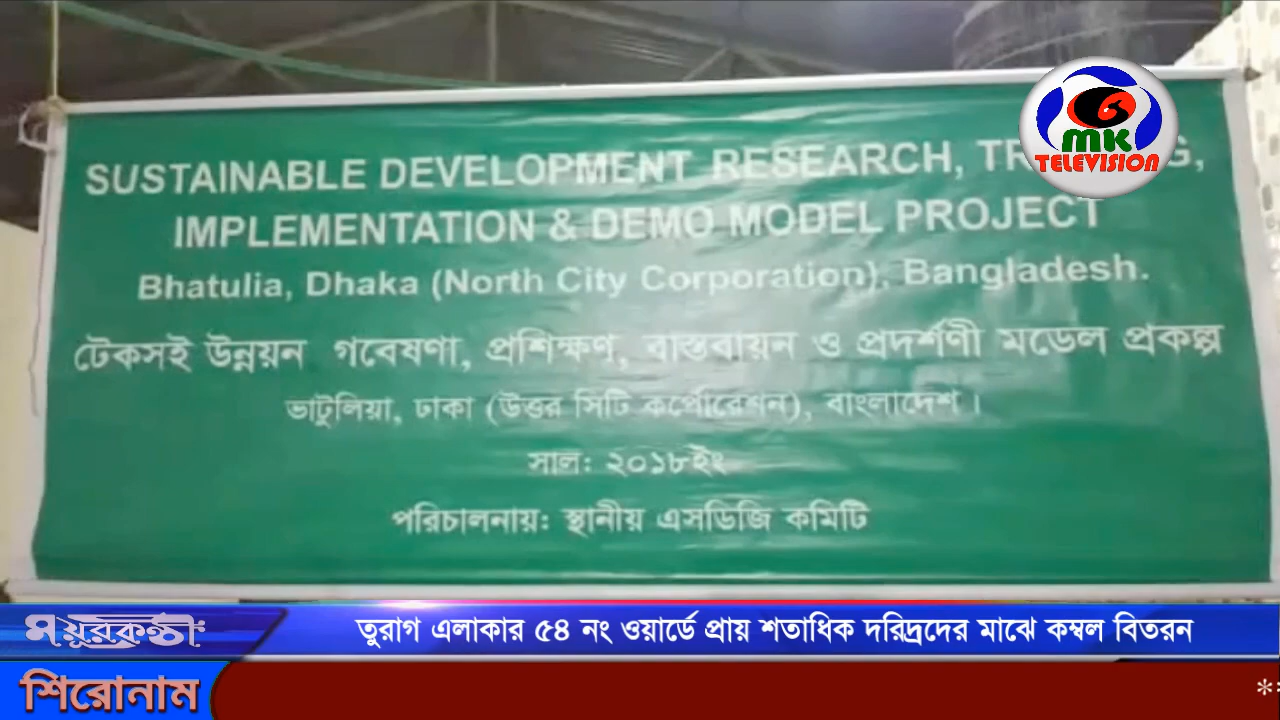 SUSTAINABLE DEVELOPMENT RESEARCH,
IMPLEMENTATION & DEMO MODEL PROJECT
Bhatulia, Dhaka (North City Corporation), Bangladesh.
টেকসই উন্নয়ন গবেষণা, প্রশিক্ষণ, বাস্তবায়ন ও প্রদর্শণী মডেল প্রকল্প
ভাটুলিয়া, ঢাকা (উত্তর সিটি কর্পোরেশন), বাংলাদেশ।
সাল: ২০১৮ইং
পরিচালনায়: স্থানীয় এসডিজি কমিটি
MK
TELEVISION
ময়ূরকন্ঠী
তুরাগ এলাকার ৫৪ নং ওয়ার্ডে প্রায় শতাধিক দরিদ্রদের মাঝে কম্বল বিতরন
শিরোনাম